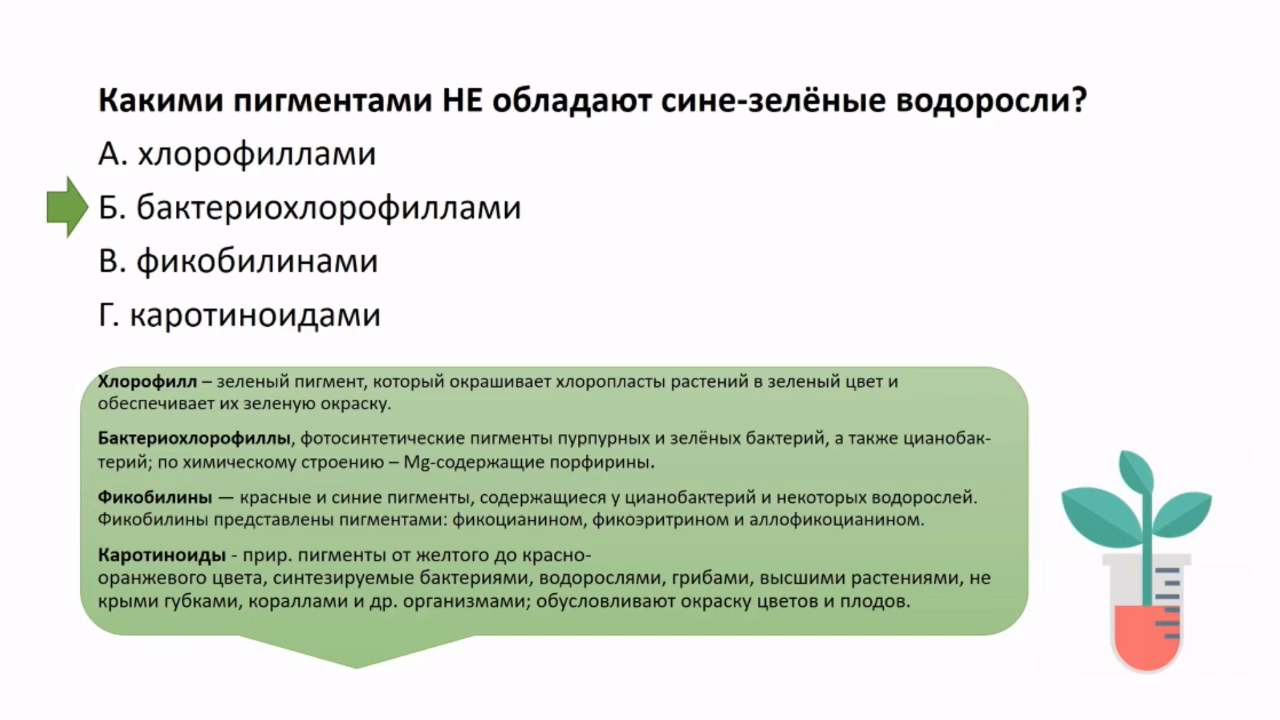 Какими пигментами НЕ обладают сине-зелёные водоросли?
А. хлорофиллами
Б. бактериохлорофиллами
В. фикобилинами
Г. каротиноидами
Хлорофилл – зеленый пигмент, который окрашивает хлоропласты растений в зеленый цвет и
обеспечивает их зеленую окраску.
Бактериохлорофиллы, фотосинтетические пигменты пурпурных и зелёных бактерий, а также цианобак-
терий; по химическому строению – Mg-содержащие порфирины.
Фикобилины — красные и синие пигменты, содержащиеся у цианобактерий и некоторых водорослей.
Фикобилины представлены пигментами: фикоцианином, фикоэритрином и аллофикоцианином.
Каротиноиды - прир. пигменты от желтого до красно-
оранжевого цвета, синтезируемые бактериями, водорослями, грибами, высшими растениями, не
крыми губками, кораллами и др. организмами; обусловливают окраску цветов и плодов.